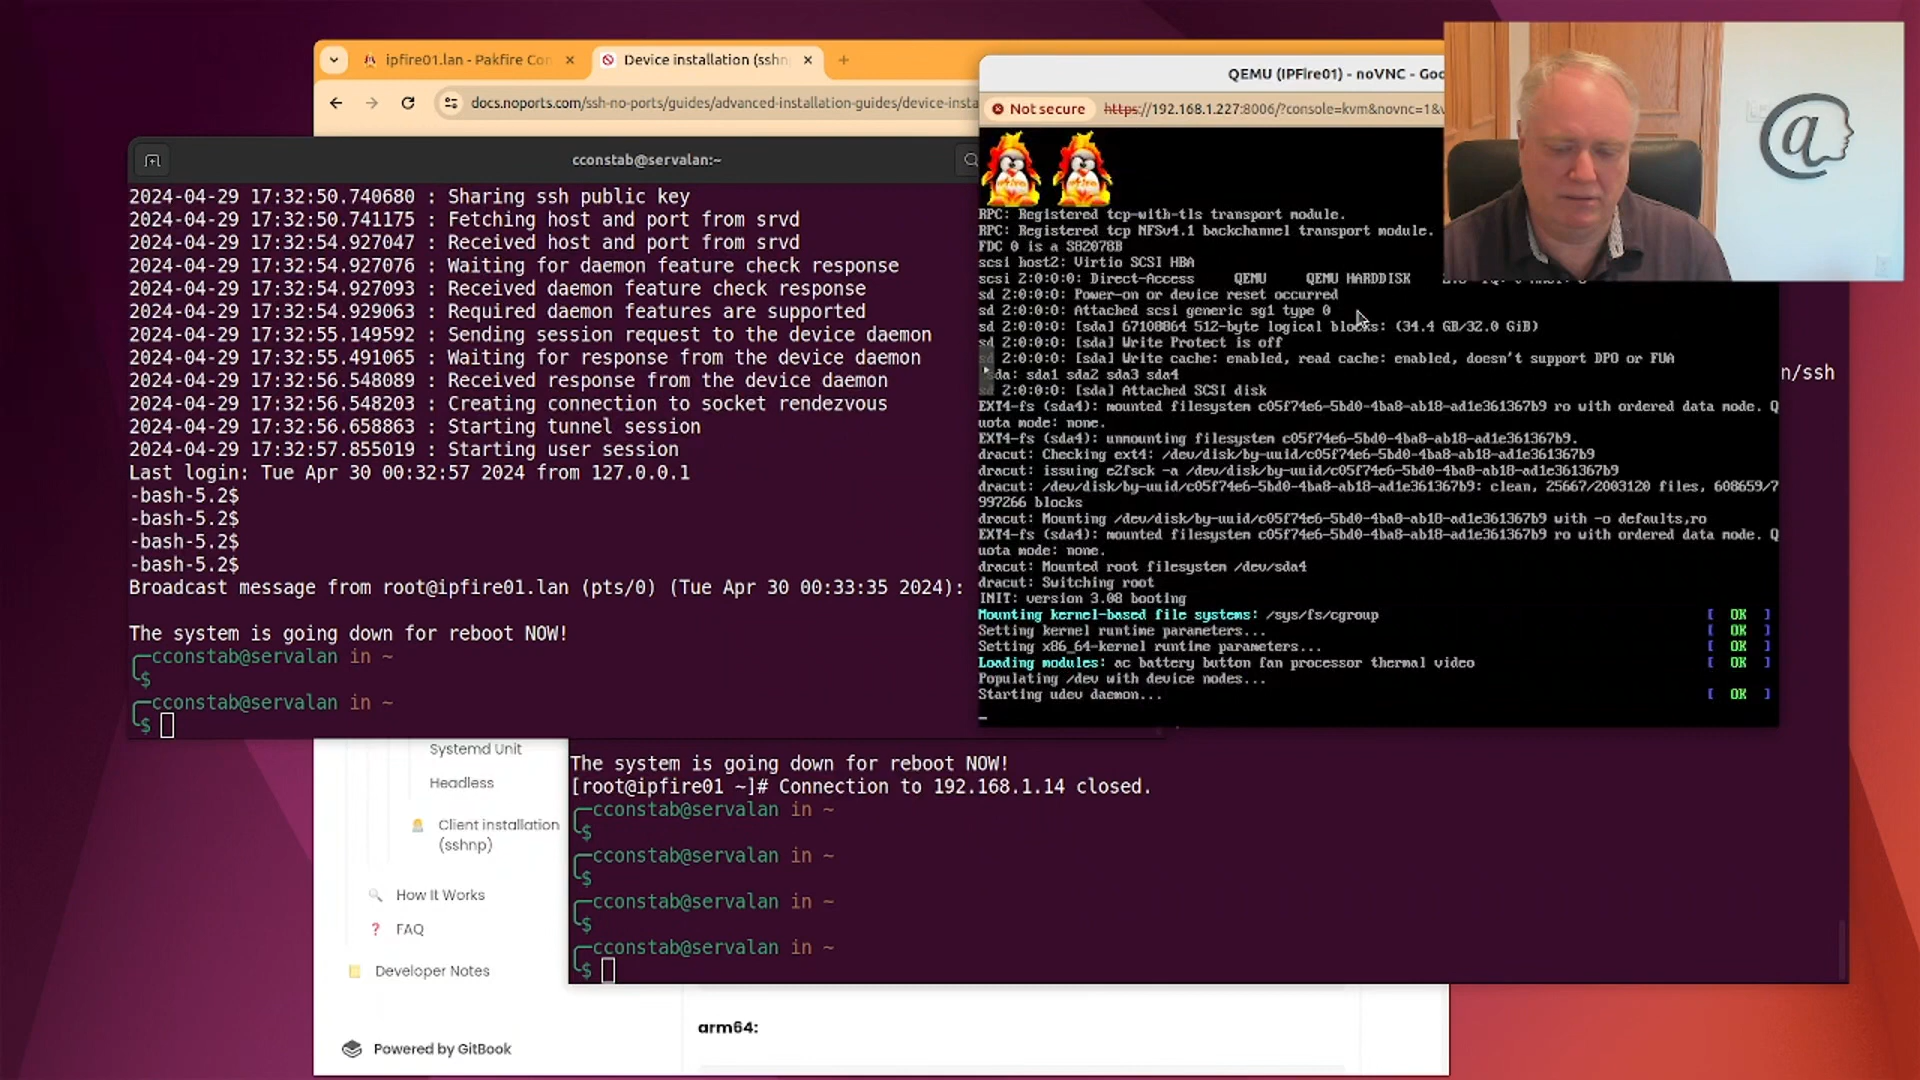 ipfire01.lan - Pakfire Con
Device installation (sshn
docs.noports.com/ssh-no-ports/guides/advanced-installation-guides/device-insta
cconstab@servalan:~
2024-04-29 17:32:50.740680 : Sharing ssh public key
2024-04-29 17:32:50.741175 : Fetching host and port from srvd
2024-04-29 17:32:54.927047 : Received host and port from srvd
2024-04-29 17:32:54.927076 : Waiting for daemon feature check response
2024-04-29 17:32:54.927093 : Received daemon feature check response
2024-04-29 17:32:54.929063 : Required daemon features are supported
2024-04-29 17:32:55.149592 : Sending session request to the device daemon
2024-04-29 17:32:55.491065 : Waiting for response from the device daemon
2024-04-29 17:32:56.548089 : Received response from the device daemon
2024-04-29 17:32:56.548203 : Creating connection to socket rendezvous
2024-04-29 17:32:56.658863 : Starting tunnel session
2024-04-29 17:32:57.855019 : Starting user session
Last login: Tue Apr 30 00:32:57 2024 from 127.0.0.1
-bash-5.2$
-bash-5.2$
-bash-5.2$
-bash-5.2$
Broadcast message from root@ipfire01.lan (pts/0) (Tue Apr 30 00:33:35 2024):
The system is going down for reboot NOW!
cconstab@servalan in ~
$
cconstab@servalan in ~
$
QEMU (IPFire01) - noVNC - Goo
Not secure https://192.168.1.227:8006/?console=kvm&novnc=1&v
RPC: Registered tcp-with-tls transport module.
RPC: Registered tcp NFSv4.1 backchannel transport module.
FDC 0 is a S82078B
scsi host2: Virtio SCSI HBA
scsi 2:0:0:0: Direct-Access QEMU QEMU HARDDISK
sd 2:0:0:0: Power-on or device reset occurred
sd 2:0:0:0: Attached scsi generic sg1 type 0
sd 2:0:0:0: [sda] 67108864 512-byte logical blocks: (34.4 GB/32.0 GiB)
sd 2:0:0:0: [sda] Write Protect is off
sd 2:0:0:0: [sda] Write cache: enabled, read cache: enabled, doesn't support DPO or FUA
sda: sda1 sda2 sda3 sda4
sd 2:0:0:0: [sda] Attached SCSI disk
EXT4-fs (sda4): mounted filesystem c05f74e6-5bd0-4ba8-ab18-ad1e361367b9 ro with ordered data mode. Q
uota mode: none.
EXT4-fs (sda4): unmounting filesystem c05f74e6-5bd0-4ba8-ab18-ad1e361367b9.
dracut: Checking ext4: /dev/disk/by-uuid/c05f74e6-5bd0-4ba8-ab18-ad1e361367b9
dracut: issuing e2fsck -a /dev/disk/by-uuid/c05f74e6-5bd0-4ba8-ab18-ad1e361367b9
dracut: /dev/disk/by-uuid/c05f74e6-5bd0-4ba8-ab18-ad1e361367b9: clean, 25667/2003120 files, 608659/7
997266 blocks
dracut: Mounting /dev/disk/by-uuid/c05f74e6-5bd0-4ba8-ab18-ad1e361367b9 with -o defaults,ro
EXT4-fs (sda4): mounted filesystem c05f74e6-5bd0-4ba8-ab18-ad1e361367b9 ro with ordered data mode. Q
uota mode: none.
dracut: Mounted root filesystem /dev/sda4
dracut: Switching root
INIT: version 3.08 booting
Mounting kernel-based file systems: /sys/fs/cgroup [ OK ]
Setting kernel runtime parameters... [ OK ]
Setting x86_64-kernel runtime parameters... [ OK ]
Loading modules: ac battery button fan processor thermal video [ OK ]
Populating /dev with device nodes...
Starting udev daemon... [ OK ]
n/ssh
The system is going down for reboot NOW!
[root@ipfire01 ~]# Connection to 192.168.1.14 closed.
cconstab@servalan in ~
$
cconstab@servalan in ~
$
cconstab@servalan in ~
$
cconstab@servalan in ~
$
Systemd Unit
Headless
Client installation
(sshnp)
How It Works
FAQ
Developer Notes
Powered by GitBook
arm64: